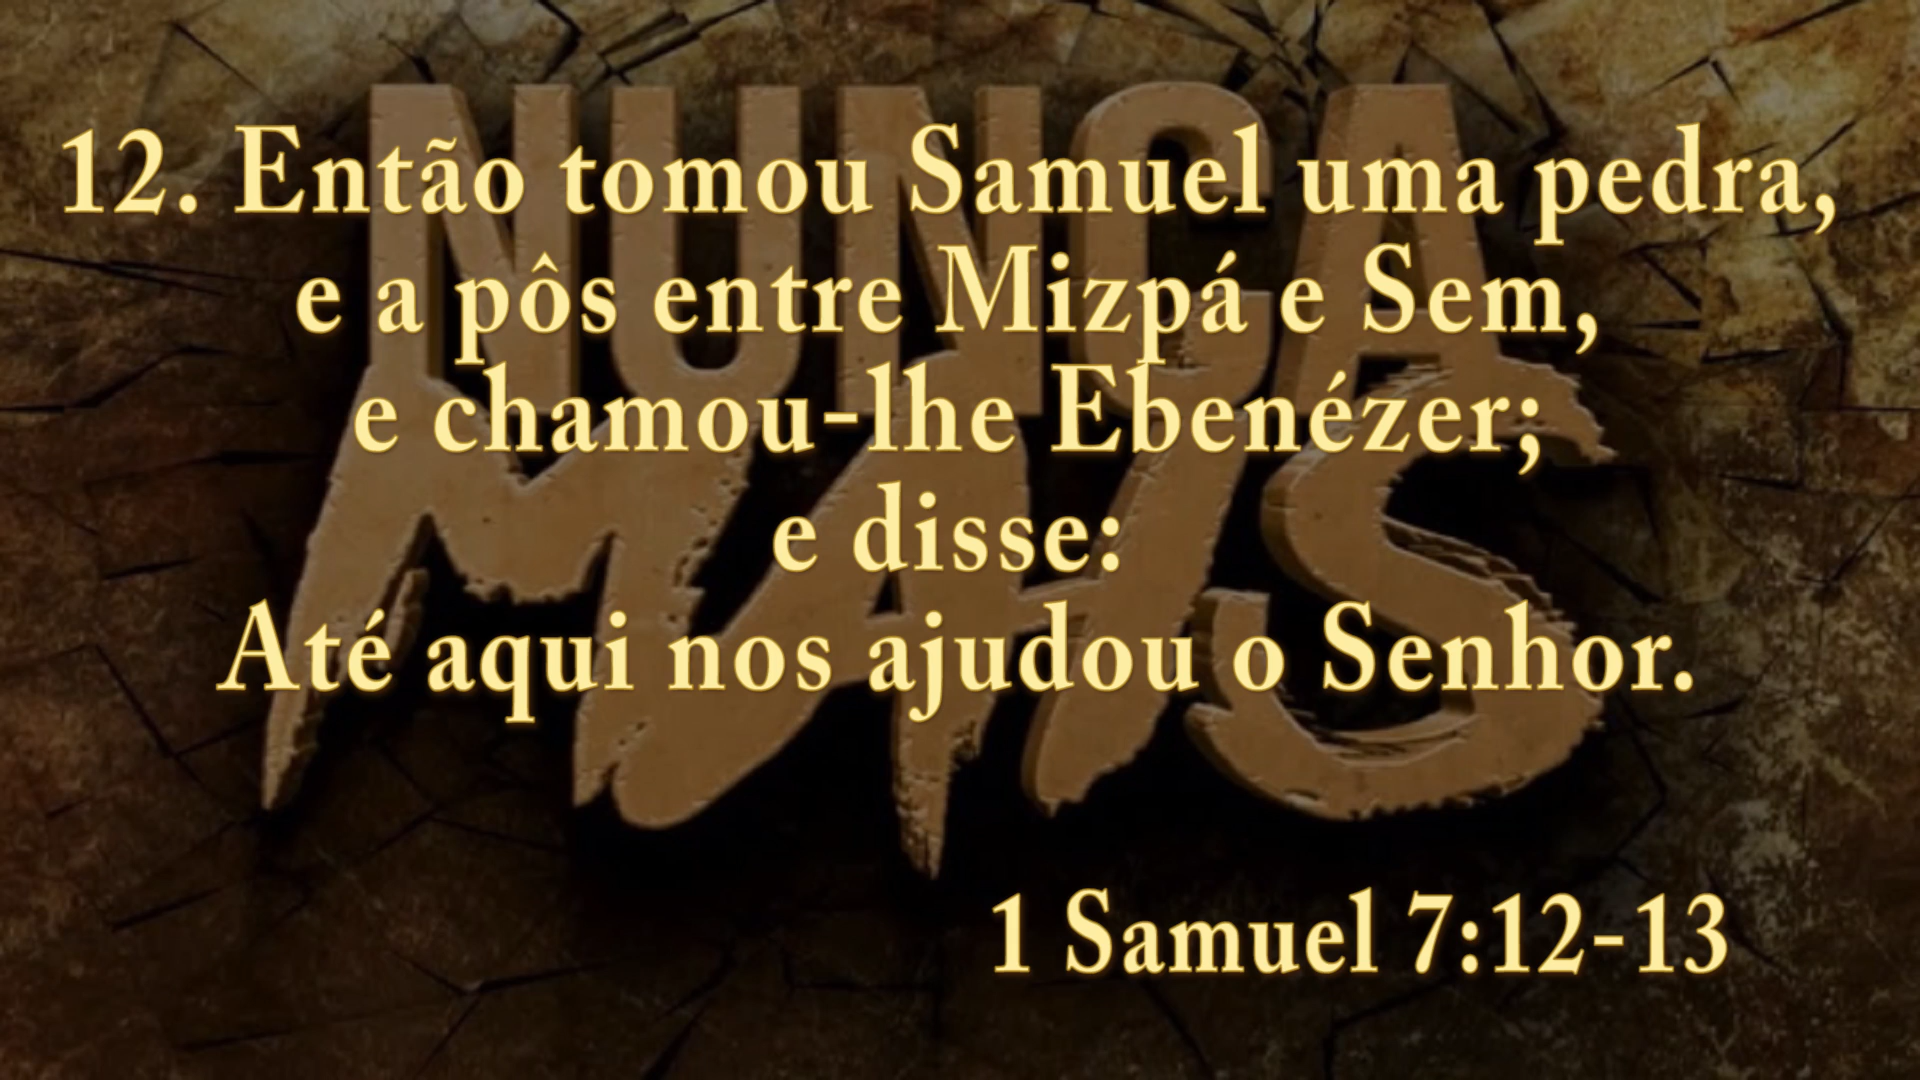 NUNCA
MAIS
12. Então tomou Samuel uma pedra,
e a pôs entre Mizpá e Sem,
e chamou-lhe Ebenézer;
e disse:
Até aqui nos ajudou o Senhor.
1 Samuel 7:12-13